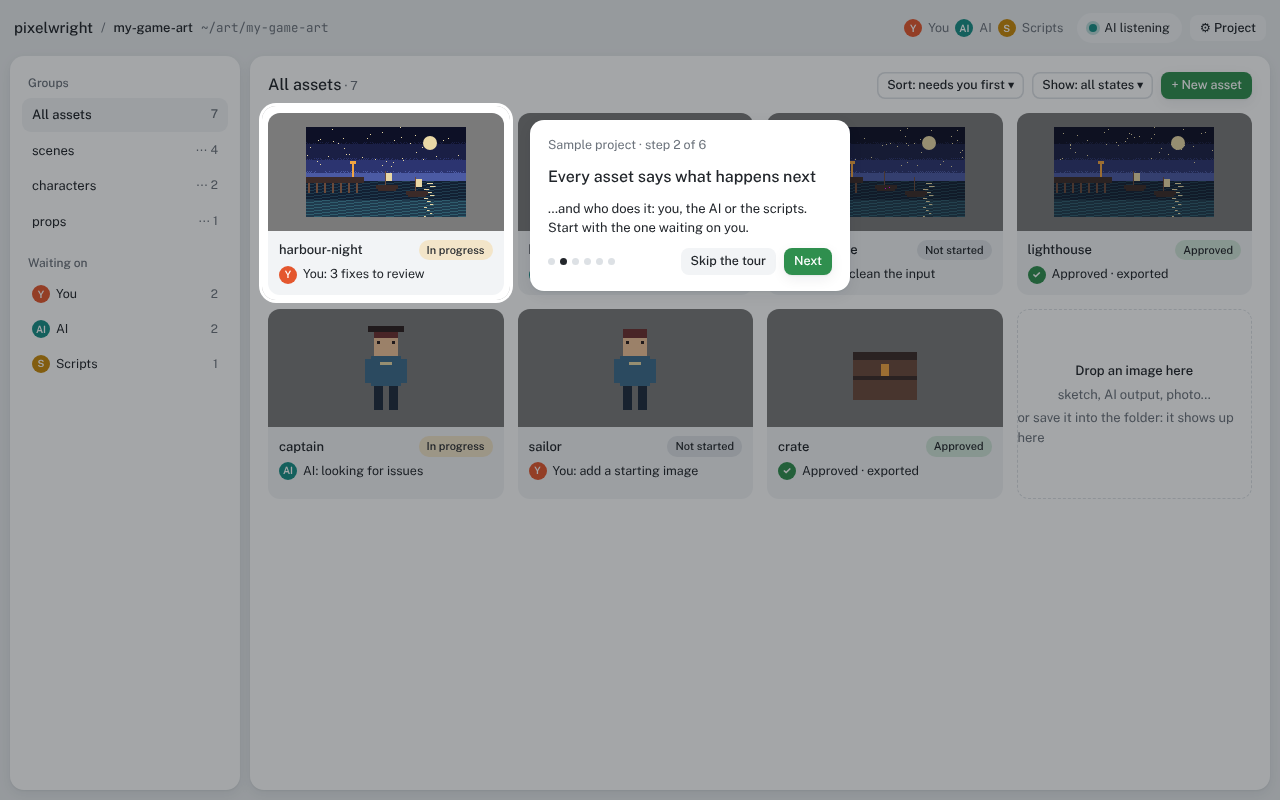 pixelwright / my-game-art ~/art/my-game-art
Y You AI AI S Scripts
AI listening
⚙ Project
Groups
All assets 7
scenes ··· 4
characters ··· 2
props ··· 1
Waiting on
Y You 2
AI AI 2
S Scripts 1
All assets · 7
Sort: needs you first ▾
Show: all states ▾
+ New asset
harbour-night
In progress
Y You: 3 fixes to review
Sample project · step 2 of 6
Every asset says what happens next
...and who does it: you, the AI or the scripts.
Start with the one waiting on you.
Skip the tour
Next
Not started
clean the input
lighthouse
Approved
Approved · exported
captain
In progress
AI AI: looking for issues
sailor
Not started
Y You: add a starting image
crate
Approved
Approved · exported
Drop an image here
sketch, AI output, photo...
or save it into the folder: it shows up
here